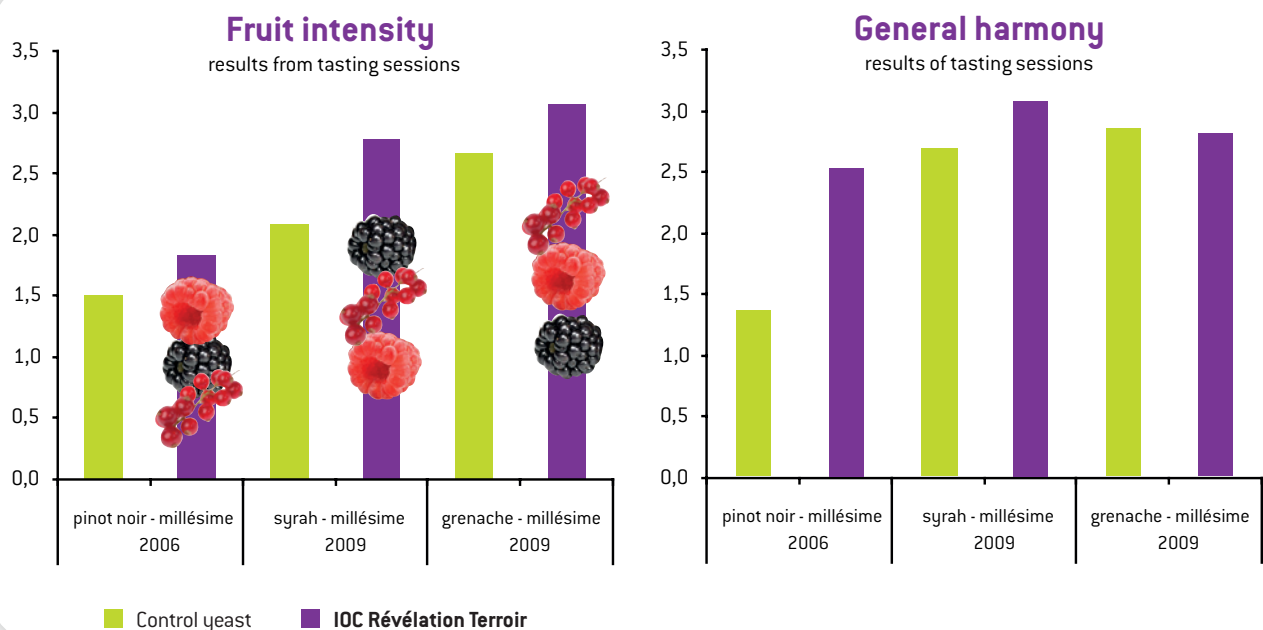 Fruit intensity
results from tasting sessions
3,5
3,0
2,5
2,0
1,5
1,0
0,5
0,0
pinot noir - millésime
2006
syrah - millésime
2009
grenache - millésime
2009
General harmony
results of tasting sessions
3,5
3,0
2,5
2,0
1,5
1,0
0,5
0,0
pinot noir - millésime
2006
syrah - millésime
2009
grenache - millésime
2009
Control yeast
IOC Révélation Terroir